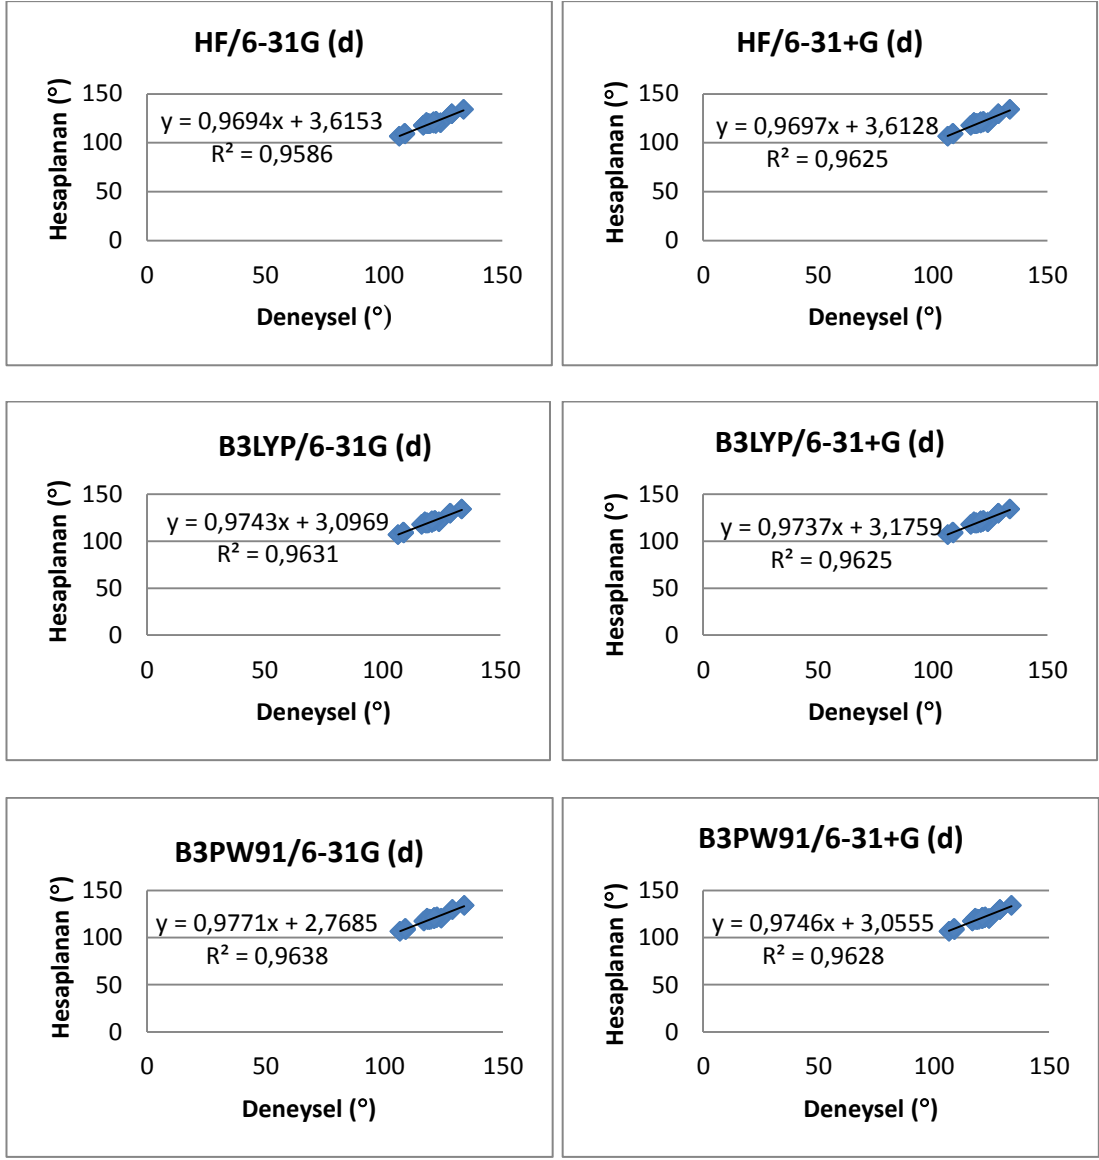 HF/6-31G (d)
Hesaplanan (°)
150
100
50
0
y = 0,9694x + 3,6153
R² = 0,9586
0 50 100 150
Deneysel (°)
HF/6-31+G (d)
Hesaplanan (°)
150
100
50
0
y = 0,9697x + 3,6128
R² = 0,9625
0 50 100 150
Deneysel (°)
B3LYP/6-31G (d)
Hesaplanan (°)
150
100
50
0
y = 0,9743x + 3,0969
R² = 0,9631
0 50 100 150
Deneysel (°)
B3LYP/6-31+G (d)
Hesaplanan (°)
150
100
50
0
y = 0,9737x + 3,1759
R² = 0,9625
0 50 100 150
Deneysel (°)
B3PW91/6-31G (d)
Hesaplanan (°)
150
100
50
0
y = 0,9771x + 2,7685
R² = 0,9638
0 50 100 150
Deneysel (°)
B3PW91/6-31+G (d)
Hesaplanan (°)
150
100
50
0
y = 0,9746x + 3,0555
R² = 0,9628
0 50 100 150
Deneysel (°)